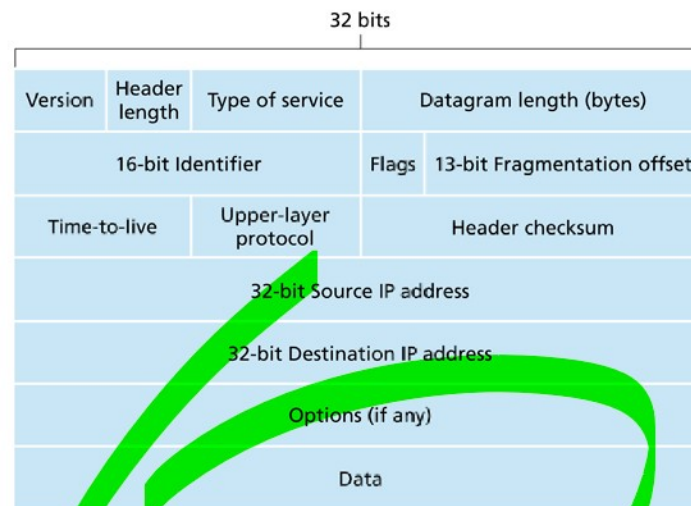 32 bits
Version Header length Type of service Datagram length (bytes)
16-bit Identifier Flags 13-bit Fragmentation offset
Time-to-live Upper-layer protocol Header checksum
32-bit Source IP address
32-bit Destination IP address
Options (if any)
Data